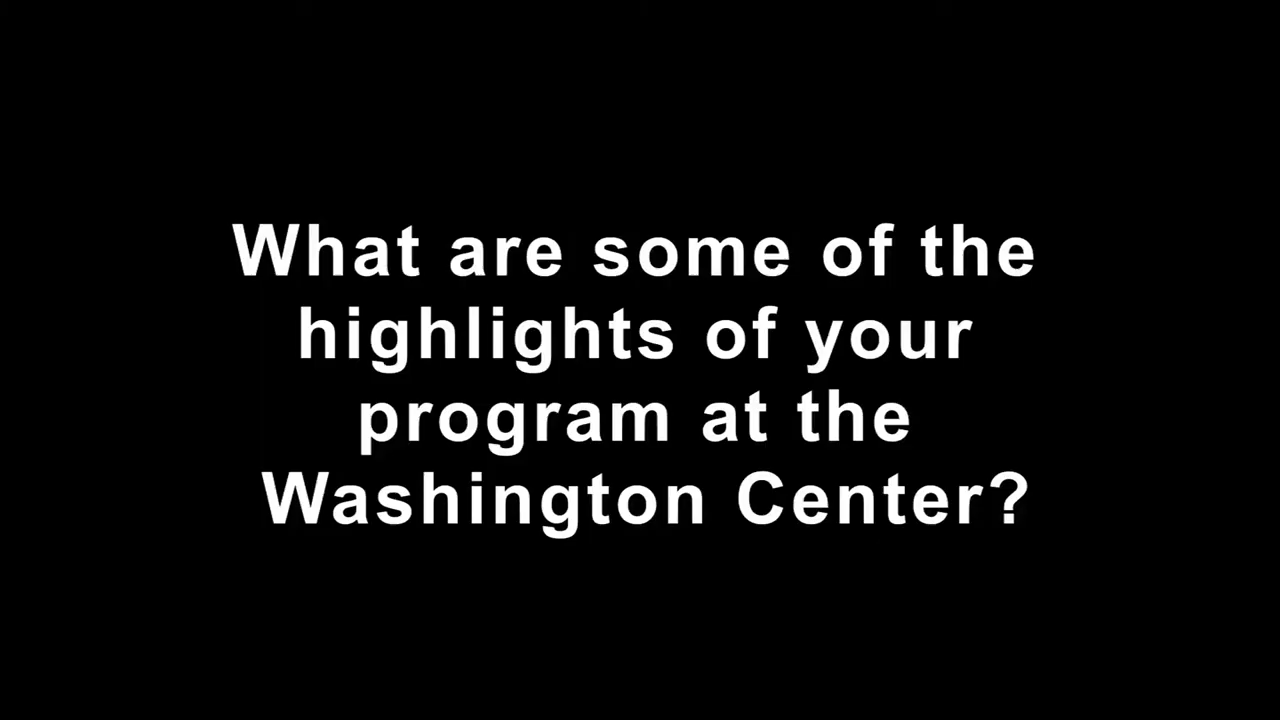 What are some of the
highlights of your
program at the
Washington Center?